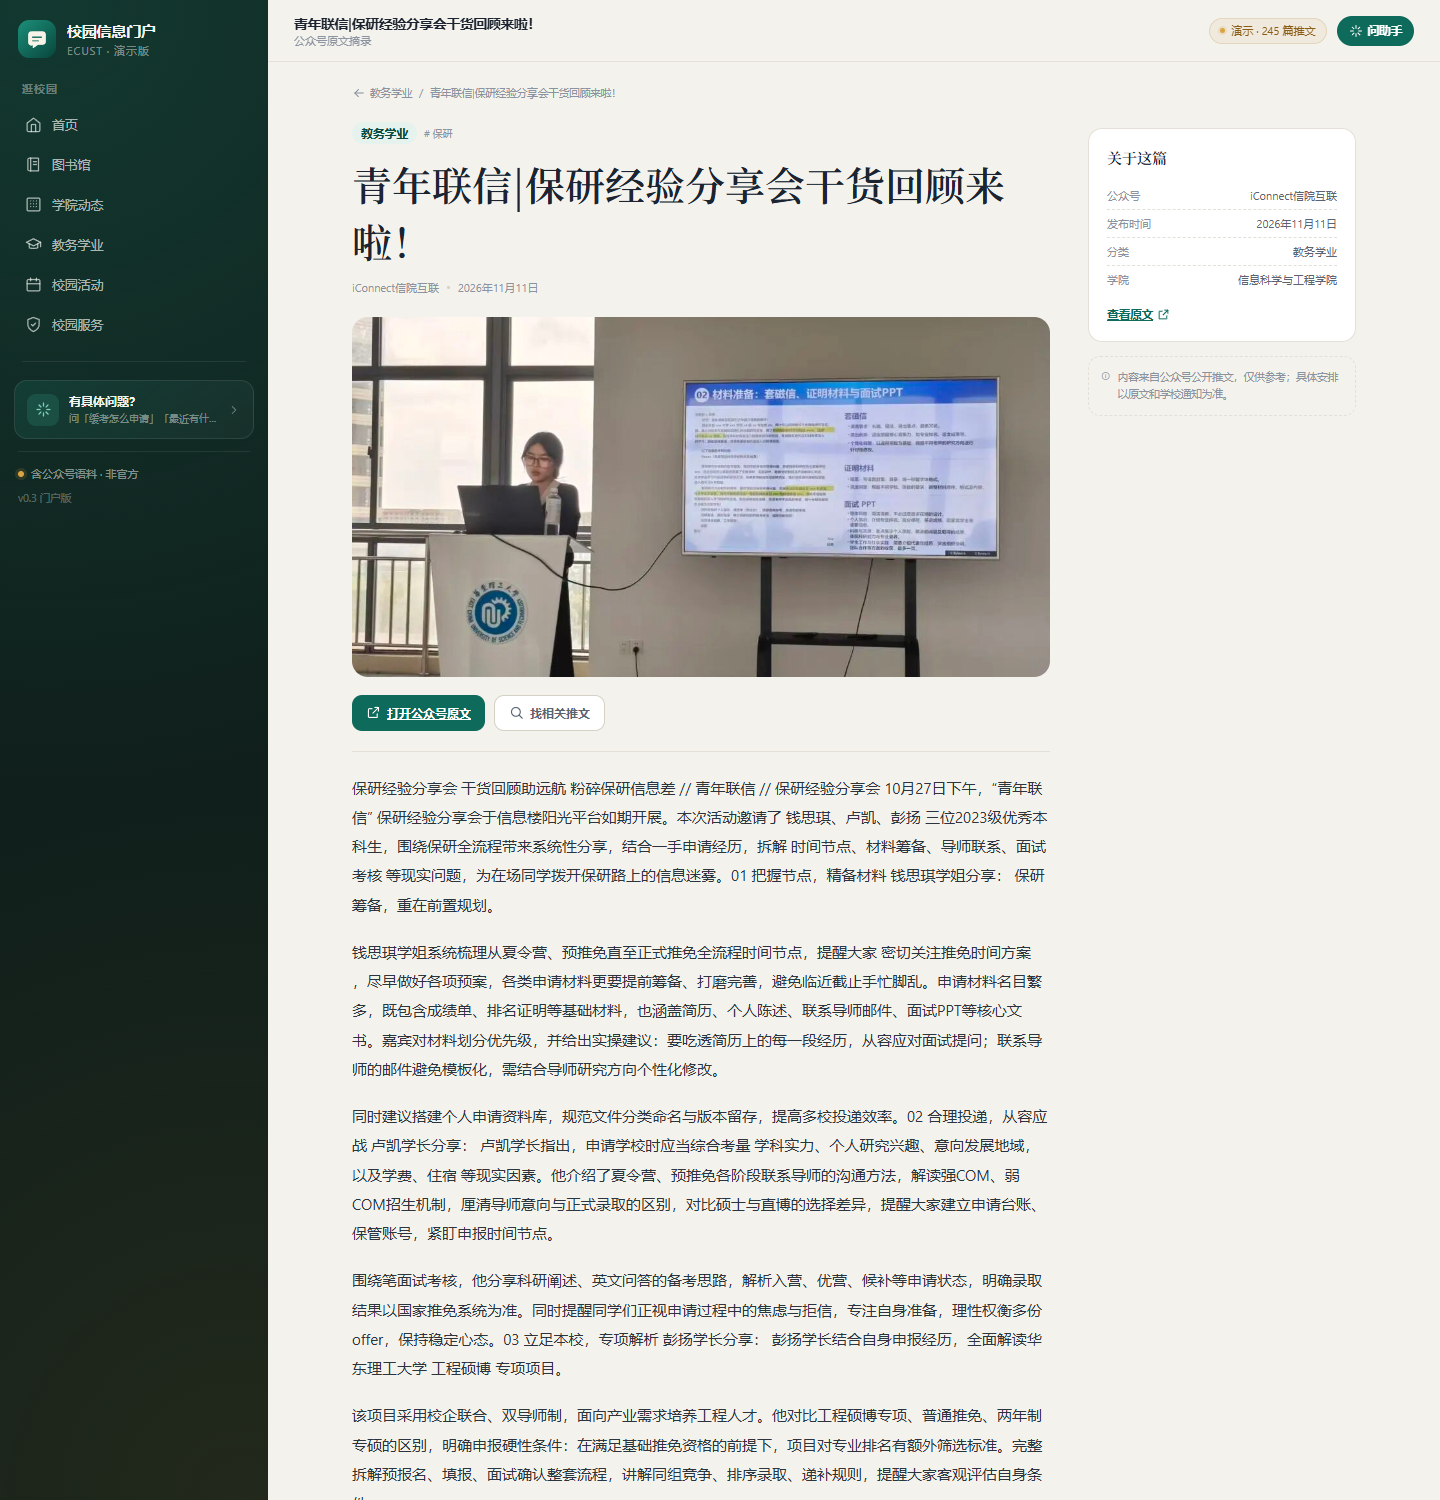 校园信息门户
ECUST · 演示版
逛校园
首页
图书馆
学院动态
教务学业
校园活动
校园服务
有具体问题?
问「缓考怎么申请」「最近有什…
含公众号语料 · 非官方
v0.3 门户版
青年联信|保研经验分享会干货回顾来啦!
公众号原文摘录
演示 · 245 篇推文
问助手
教务学业 / 青年联信|保研经验分享会干货回顾来啦!
教务学业 # 保研
青年联信|保研经验分享会干货回顾来
啦!
iConnect信院互联 • 2026年11月11日
02 材料准备：套磁信、证明材料与面试PPT
套磁信
证明材料
面试 PPT
打开公众号原文
找相关推文
保研经验分享会 干货回顾助远航 粉碎保研信息差 // 青年联信 // 保研经验分享会 10月27日下午，“青年联
信” 保研经验分享会于信息楼阳光平台如期开展。本次活动邀请了 钱思琪、卢凯、彭扬 三位2023级优秀本
科生，围绕保研全流程带来系统性分享，结合一手申请经历，拆解 时间节点、材料筹备、导师联系、面试
考核 等现实问题，为在场同学拨开保研路上的信息迷雾。01 把握节点，精备材料 钱思琪学姐分享： 保研
筹备，重在前置规划。
钱思琪学姐系统梳理从夏令营、预推免直至正式推免全流程时间节点，提醒大家 密切关注推免时间方案
，尽早做好各项预案，各类申请材料更要提前筹备、打磨完善，避免临近截止手忙脚乱。申请材料名目繁
多，既包含成绩单、排名证明等基础材料，也涵盖简历、个人陈述、联系导师邮件、面试PPT等核心文
书。嘉宾对材料划分优先级，并给出实操建议：要吃透简历上的每一段经历，从容应对面试提问；联系导
师的邮件避免模板化，需结合导师研究方向个性化修改。
同时建议搭建个人申请资料库，规范文件分类命名与版本留存，提高多校投递效率。02 合理投递，从容应
战 卢凯学长分享： 卢凯学长指出，申请学校时应当综合考量 学科实力、个人研究兴趣、意向发展地域，
以及学费、住宿 等现实因素。他介绍了夏令营、预推免各阶段联系导师的沟通方法，解读强COM、弱
COM招生机制，厘清导师意向与正式录取的区别，对比硕士与直博的选择差异，提醒大家建立申请台账、
保管账号，紧盯申报时间节点。
围绕笔面试考核，他分享科研阐述、英文问答的备考思路，解析入营、优营、候补等申请状态，明确录取
结果以国家推免系统为准。同时提醒同学们正视申请过程中的焦虑与拒信，专注自身准备，理性权衡多份
offer，保持稳定心态。03 立足本校，专项解析 彭扬学长分享： 彭扬学长结合自身申报经历，全面解读华
东理工大学 工程硕博 专项项目。
该项目采用校企联合、双导师制，面向产业需求培养工程人才。他对比工程硕博专项、普通推免、两年制
专硕的区别，明确申报硬性条件：在满足基础推免资格的前提下，项目对专业排名有额外筛选标准。完整
拆解预报名、填报、面试确认整套流程，讲解同组竞争、排序录取、递补规则，提醒大家客观评估自身条
关于这篇
公众号 iConnect信院互联
发布时间 2026年11月11日
分类 教务学业
学院 信息科学与工程学院
查看原文
内容来自公众号公开推文，仅供参考；具体安排
以原文和学校通知为准。